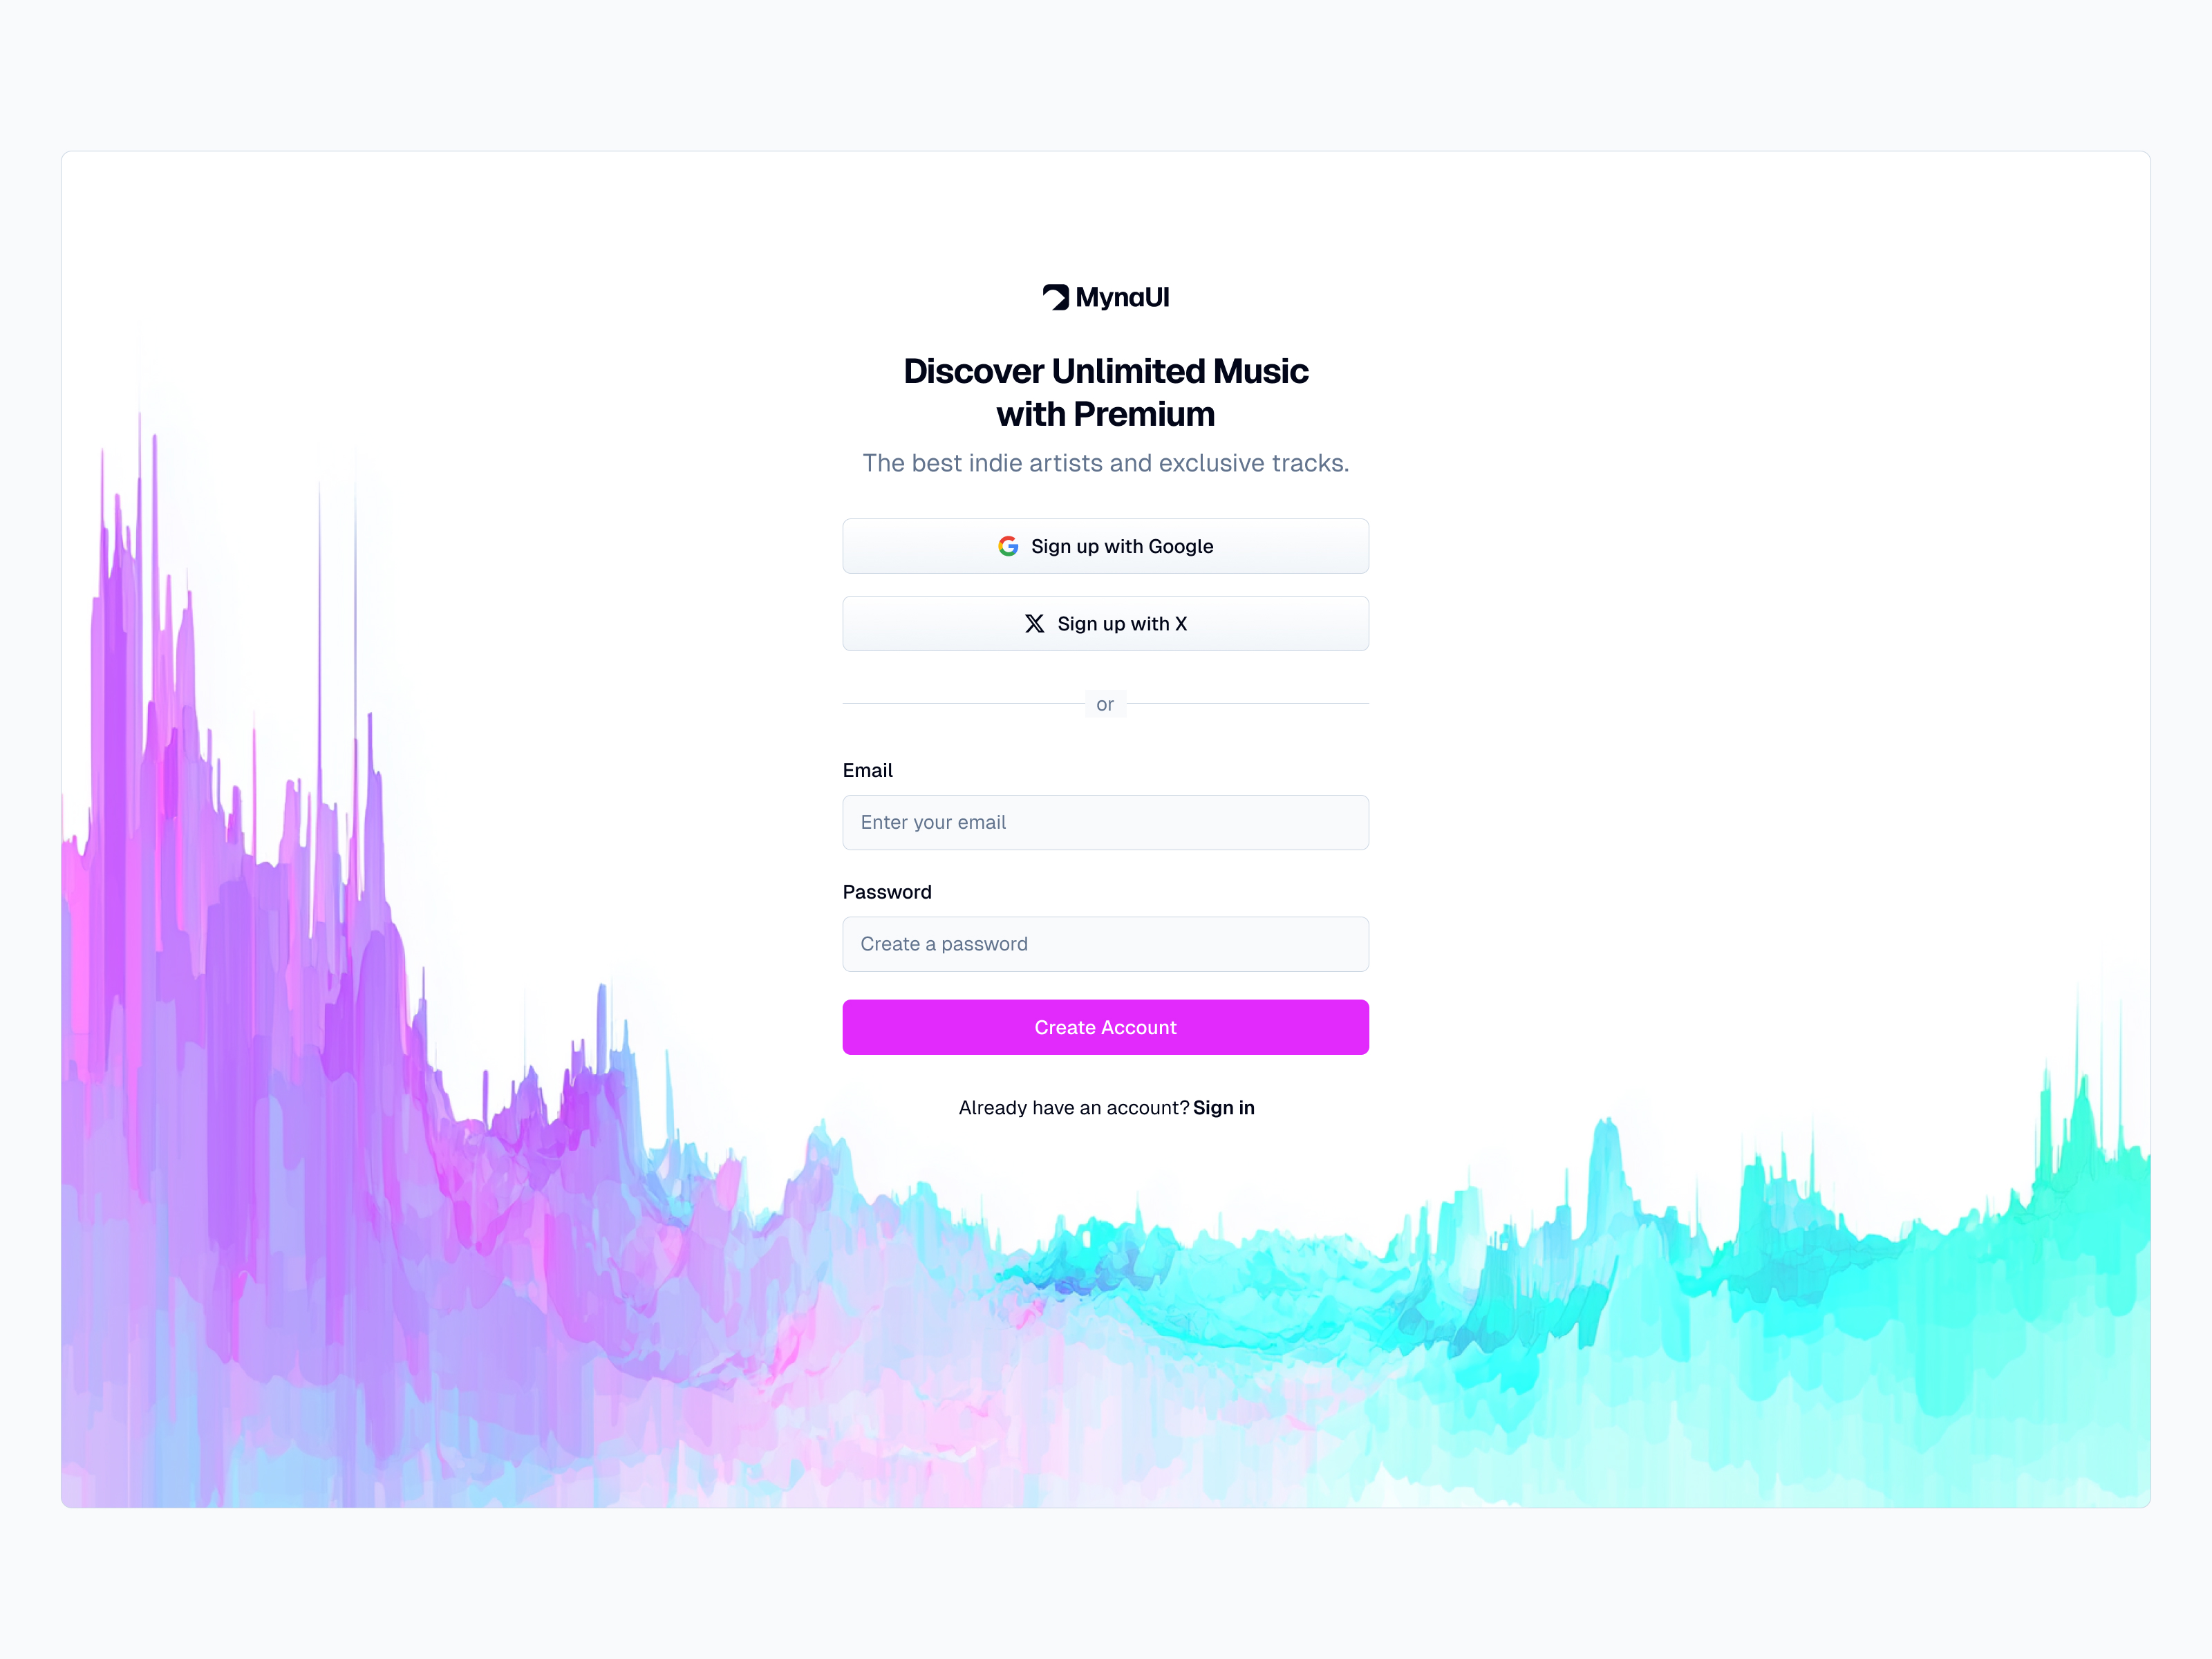 MynaUI
Discover Unlimited Music
with Premium
The best indie artists and exclusive tracks.
Sign up with Google
Sign up with X
or
Email
Enter your email
Password
Create a password
Create Account
Already have an account? Sign in